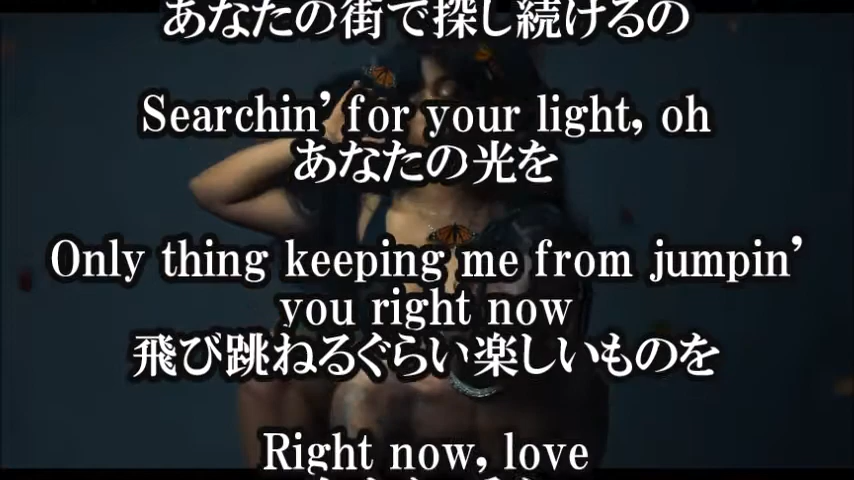 あなたの街で探し続けるの
Searchin' for your light, oh
あなたの光を
Only thing keeping me from jumpin'
you right now
飛び跳ねるぐらい楽しいものを
Right now, love